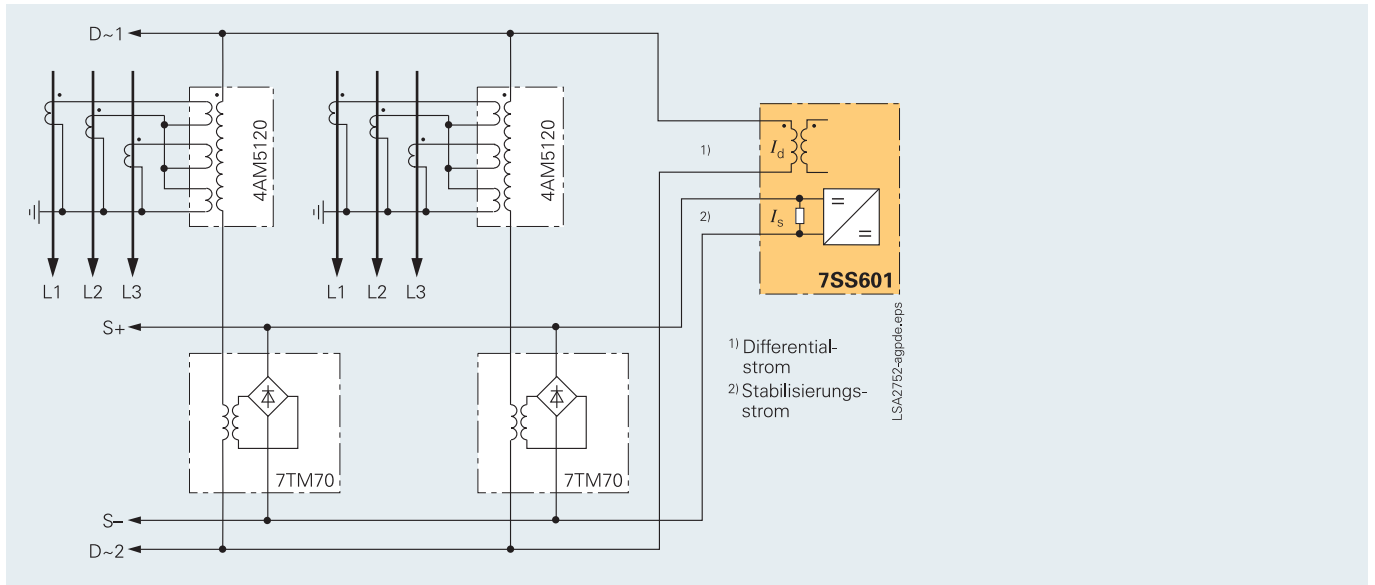 D~1
4AM5120
4AM5120
1)
Id
2)
Is
=
=
7SS601
L1 L2 L3
L1 L2 L3
S+
1) Differential-
strom
2) Stabilisierungs-
strom
LSA2752-agpde.eps
7TM70
7TM70
S–
D~2